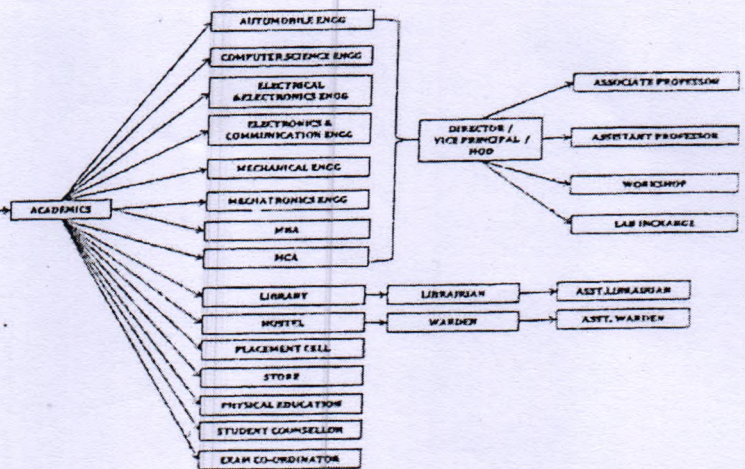 AUTOMOBILE ENGG
COMPUTER SCIENCE ENGG
ELECTRICAL
&ELECTRONICS ENGG
ELECTRONICS &
COMMUNICATION ENGG
MECHANICAL ENGG
MECHATRONICS ENGG
MBA
MCA
ACADEMICS
DIRECTOR /
VICE PRINCIPAL /
HOD
ASSOCIATE PROFESSOR
ASSISTANT PROFESSOR
WORKSHOP
LAB INCHARGE
LIBRARY
LIBRARIAN
ASST.LIBRARIAN
HOSTEL
WARDEN
ASST. WARDEN
PLACEMENT CELL
STORE
PHYSICAL EDUCATION
STUDENT COUNSELLOR
EXAM CO-ORDINATOR